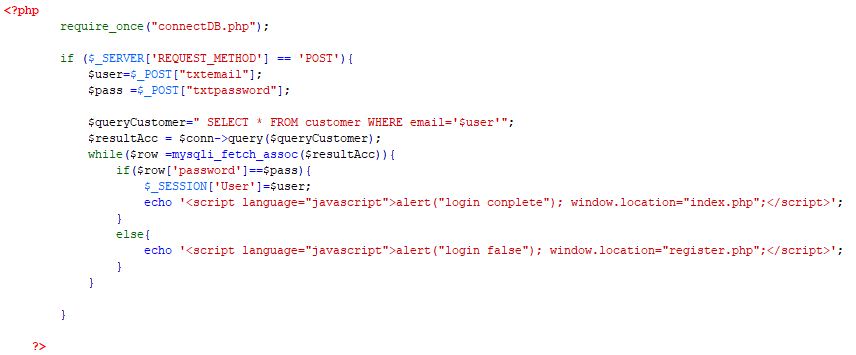 <?php
require_once("connectDB.php");
if ($_SERVER['REQUEST_METHOD'] == 'POST'){
$user=$_POST["txtemail"];
$pass =$_POST["txtpassword"];
$queryCustomer=" SELECT * FROM customer WHERE email='$user'";
$resultAcc = $conn->query($queryCustomer);
while($row =mysqli_fetch_assoc($resultAcc)){
if($row['password']==$pass){
$_SESSION['User']=$user;
echo '<script language="javascript">alert("login conplete"); window.location="index.php";</script>';
}
else{
echo '<script language="javascript">alert("login false"); window.location="register.php";</script>';
}
}
}
?>